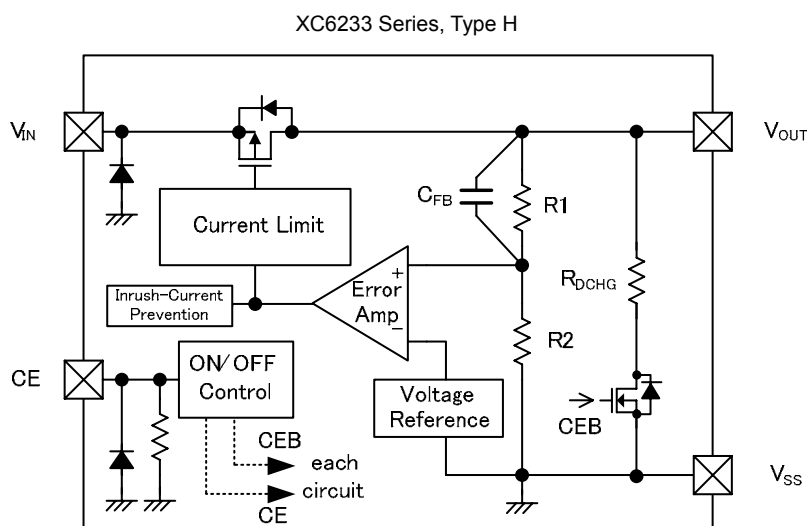 XC6233 Series, Type H
VIN
VOUT
CFB
R1
Current Limit
RDCHG
+
Error
Amp
-
Inrush-Current
Prevention
R2
CE
ON/OFF
Control
Voltage
Reference
CEB
CEB
each
circuit
CE
VSS